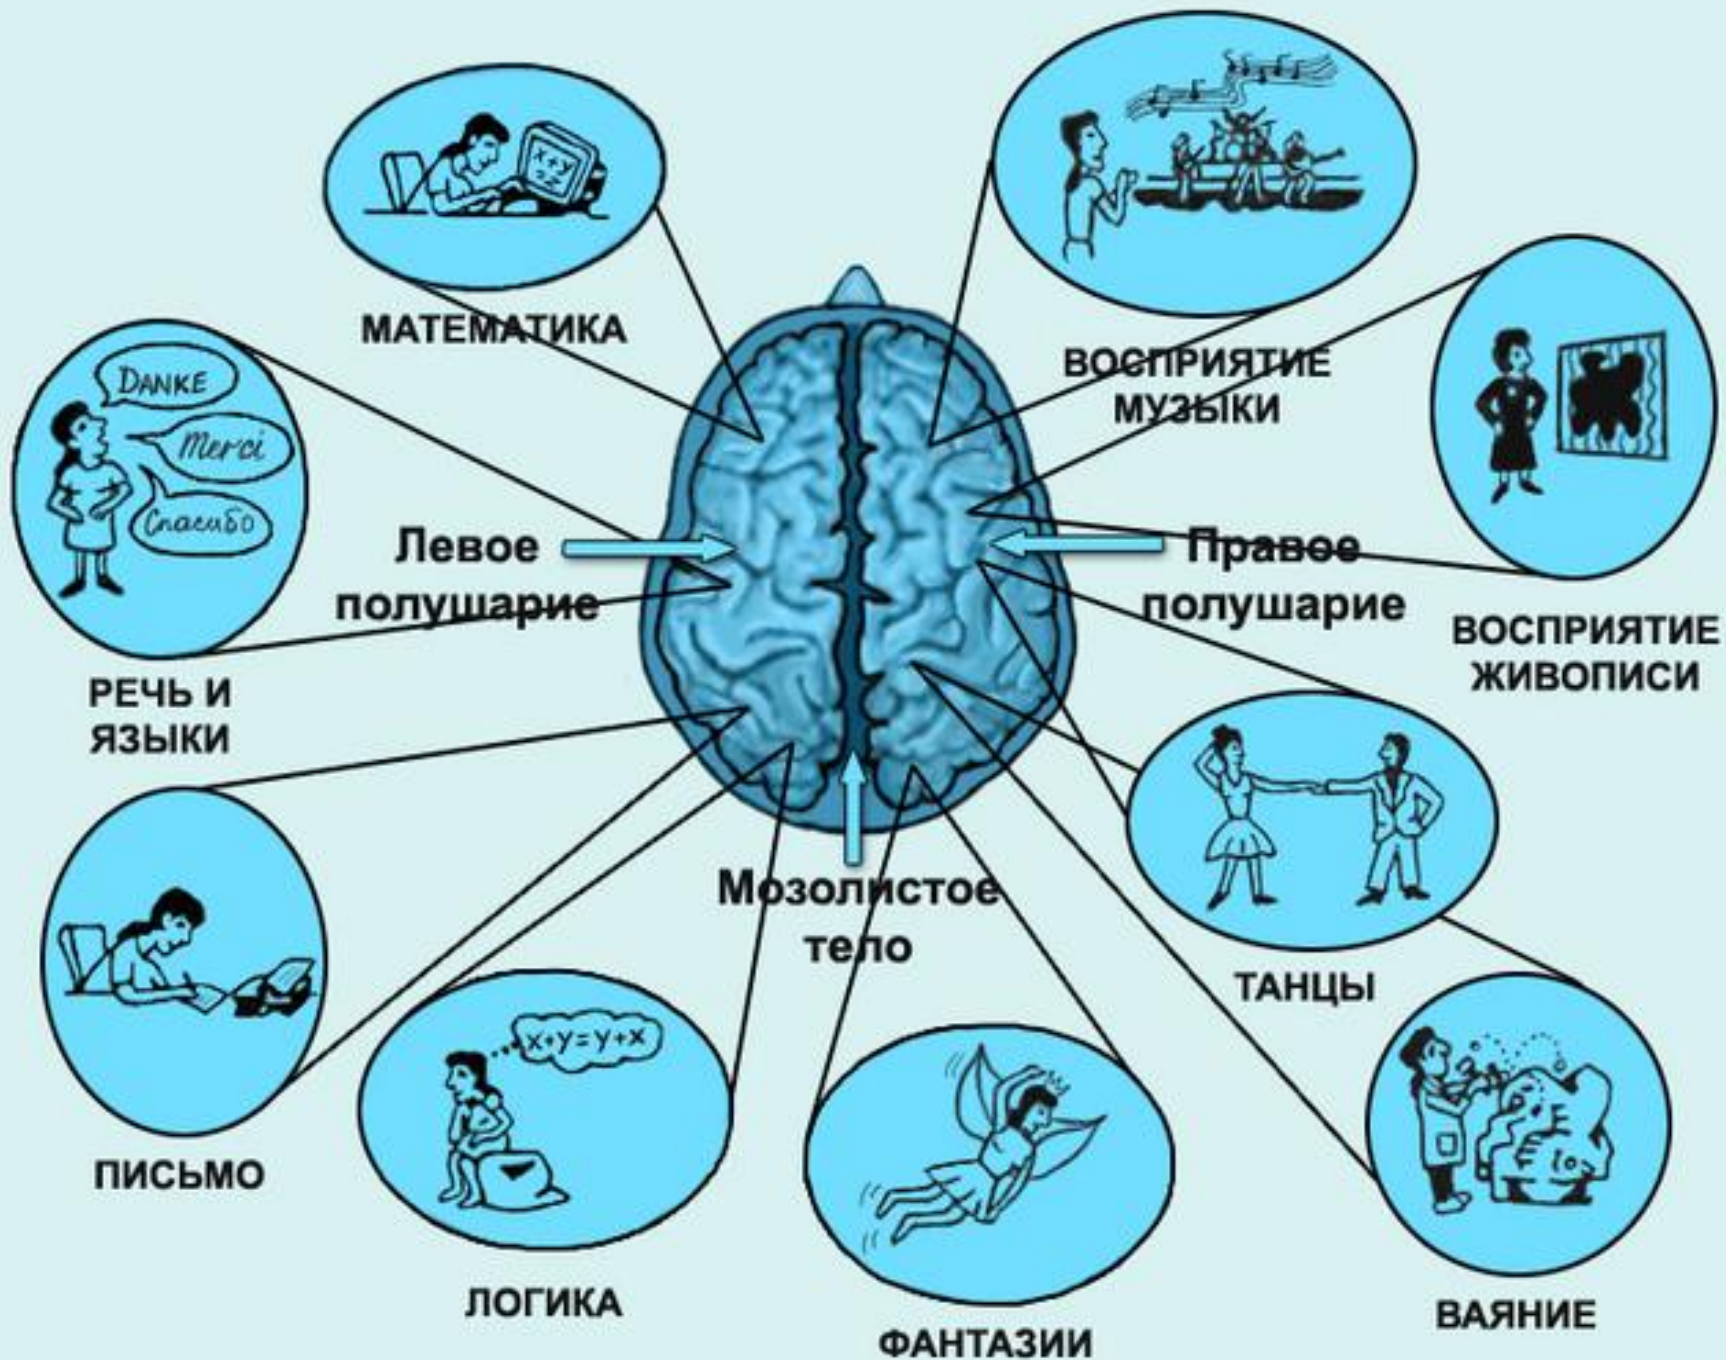 x+y
=z
МАТЕМАТИКА
ВОСПРИЯТИЕ
МУЗЫКИ
DANKE
Merci
Спасибо
РЕЧЬ И
ЯЗЫКИ
Левое
полушарие
Правое
полушарие
ВОСПРИЯТИЕ
ЖИВОПИСИ
Мозолистое
тело
ТАНЦЫ
ПИСЬМО
x+y=y+x
ЛОГИКА
ФАНТАЗИИ
ВАЯНИЕ